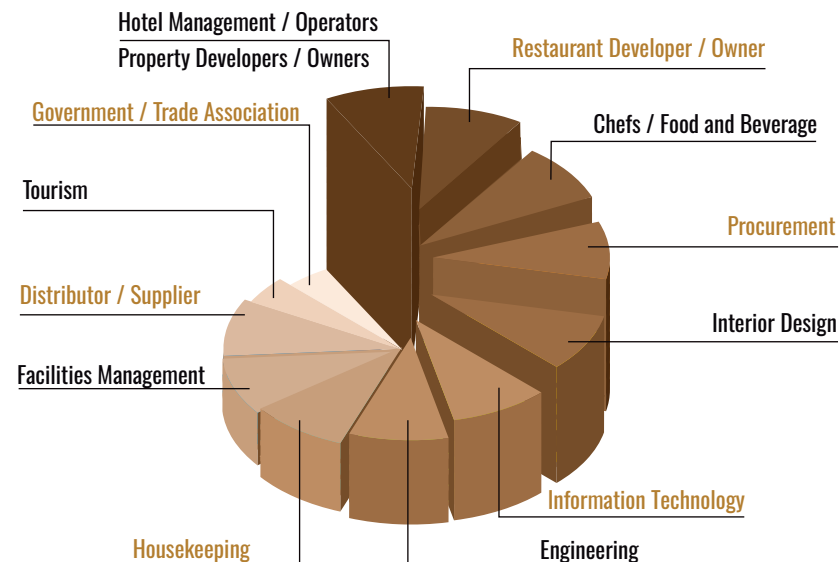 Hotel Management / Operators
Property Developers / Owners
Restaurant Developer / Owner
Government / Trade Association
Chefs / Food and Beverage
Tourism
Procurement
Distributor / Supplier
Interior Design
Facilities Management
Information Technology
Housekeeping
Engineering